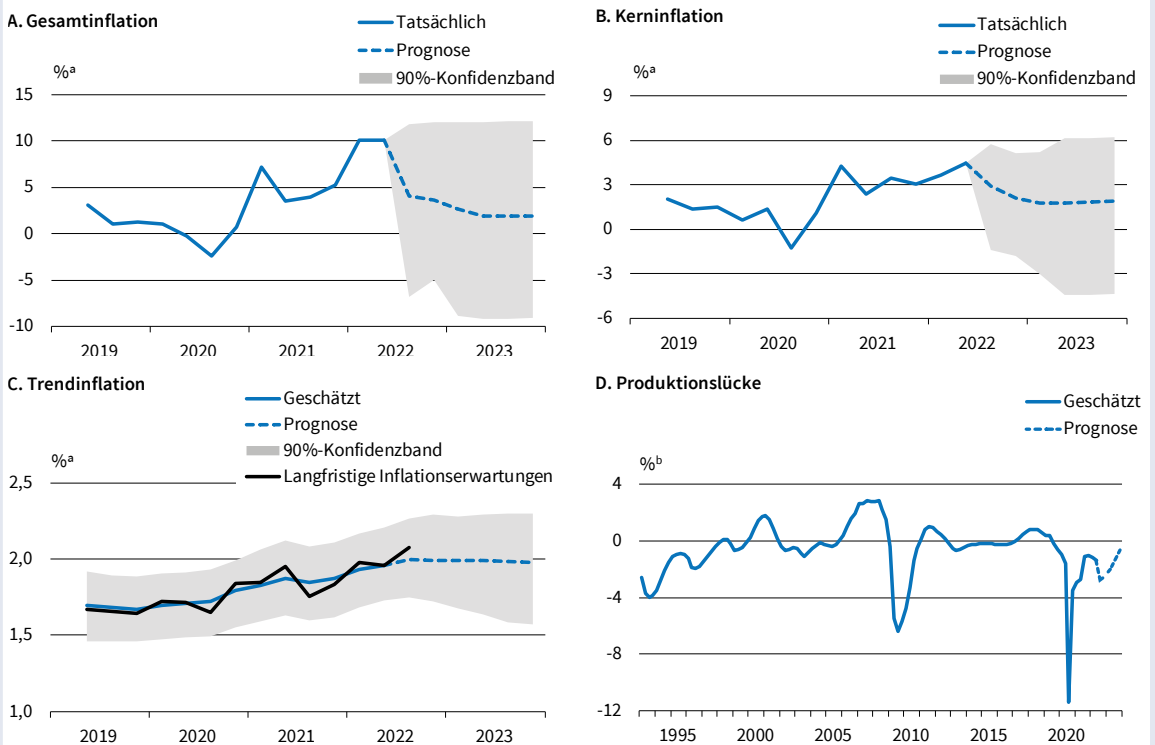 A. Gesamtinflation
Tatsächlich
Prognose
90%-Konfidenzband
%ᵃ
15
10
5
0
-5
-10
2019 2020 2021 2022 2023
B. Kerninflation
Tatsächlich
Prognose
90%-Konfidenzband
%ᵃ
9
6
3
0
-3
-6
2019 2020 2021 2022 2023
C. Trendinflation
Geschätzt
Prognose
90%-Konfidenzband
Langfristige Inflationserwartungen
%ᵃ
2,5
2,0
1,5
1,0
2019 2020 2021 2022 2023
D. Produktionslücke
Geschätzt
Prognose
%ᵇ
4
0
-4
-8
-12
1995 2000 2005 2010 2015 2020